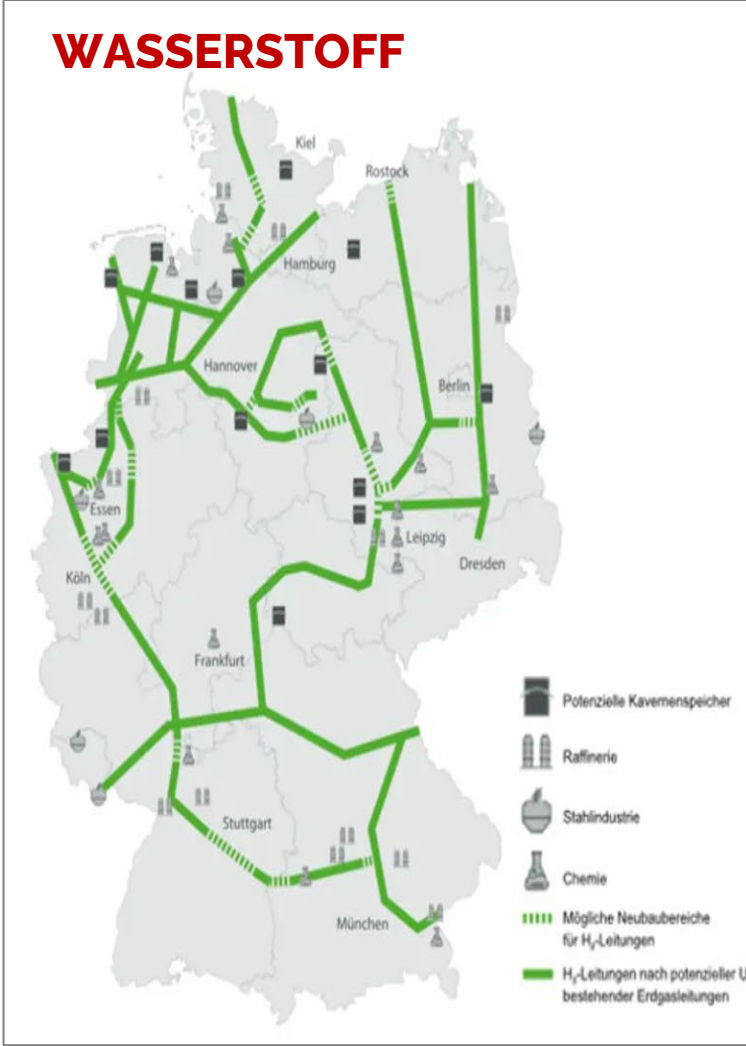 WASSERSTOFF
Kiel
Rostock
Hamburg
Hannover
Berlin
Essen
Leipzig
Köln
Dresden
Frankfurt
Potenzielle Kavernenspeicher
Raffinerie
Stahlindustrie
Stuttgart
Chemie
Mögliche Neubaubereiche
für H₂-Leitungen
München
H₂-Leitungen nach potenzieller U
bestehender Erdgasleitungen